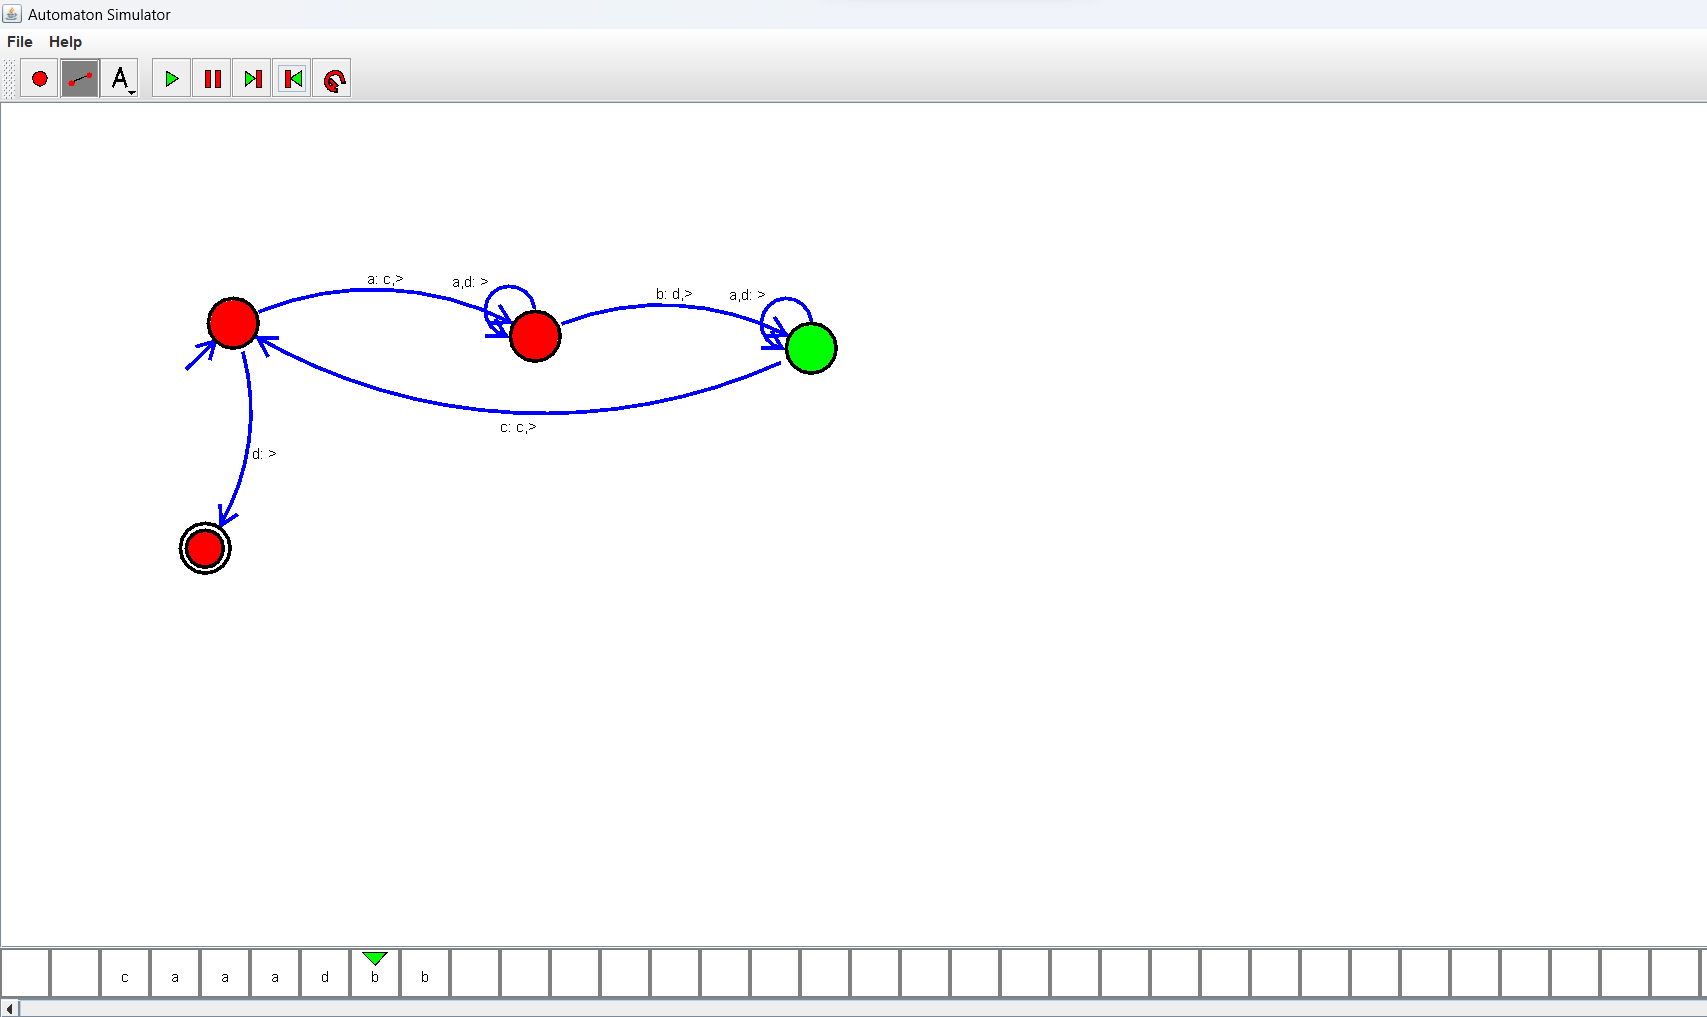 Automaton Simulator
File Help
A
a: c,>
a,d: >
b: d,>
a,d: >
c: c,>
d: >
c a a a d b b